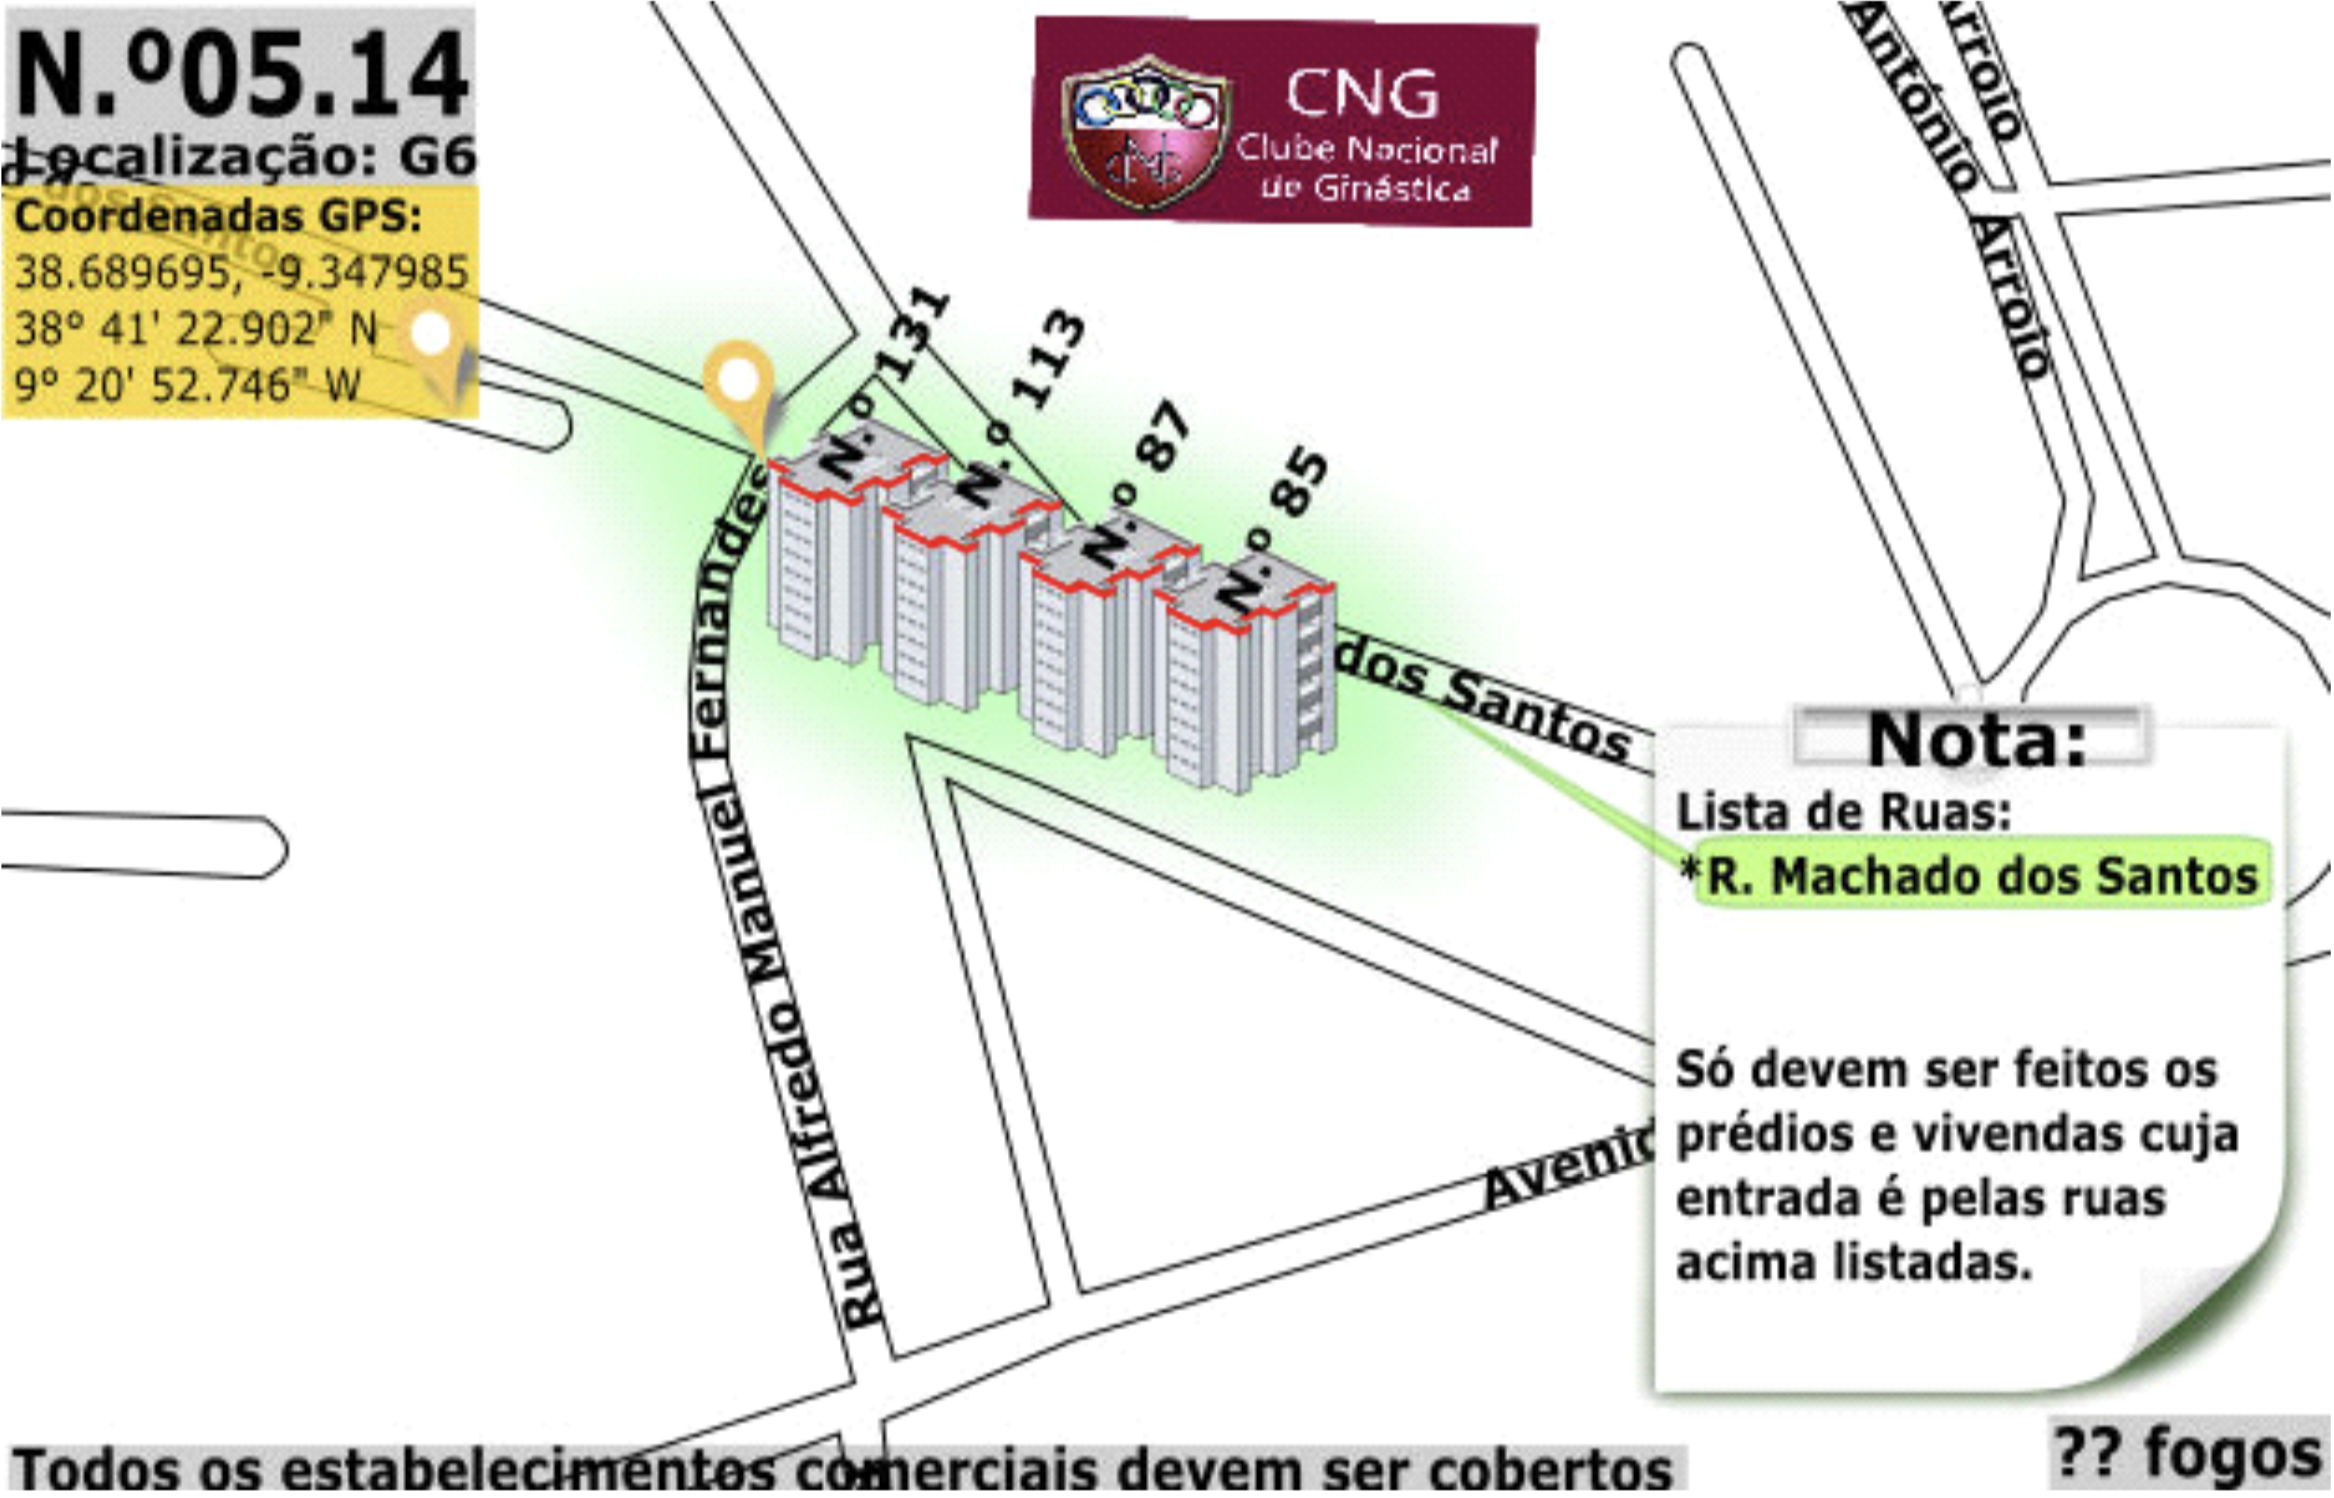 N.º05.14
Localização: G6
dos Santos
Coordenadas GPS:
38.689695, -9.347985
38° 41' 22.902" N
9° 20' 52.746" W
CNG
Clube Nacional
de Ginástica
António Arroio
Arroio
N.º 131
N.º 113
N.º 87
N.º 85
dos Santos
Rua Alfredo Manuel Fernandes
Nota:
Lista de Ruas:
*R. Machado dos Santos
Só devem ser feitos os
prédios e vivendas cuja
entrada é pelas ruas
acima listadas.
Avenid
Todos os estabelecimentos comerciais devem ser cobertos
?? fogos